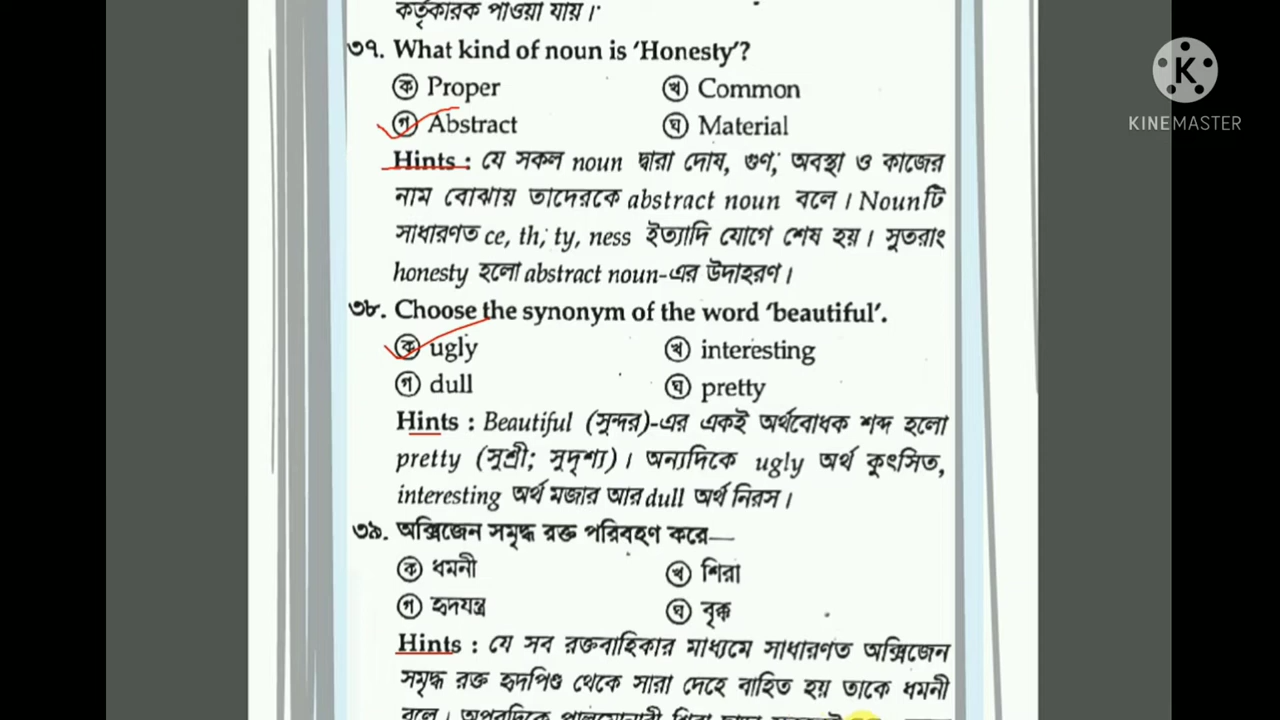 কর্তৃকারক পাওয়া যায়।
৩৭. What kind of noun is ‘Honesty’?
ক Proper খ Common
গ Abstract ঘ Material
Hints : যে সকল noun দ্বারা দোষ, গুণ, অবস্থা ও কাজের
নাম বোঝায় তাদেরকে abstract noun বলে। Nounটি
সাধারণত ce, th, ty, ness ইত্যাদি যোগে শেষ হয়। সুতরাং
honesty হলো abstract noun-এর উদাহরণ।
৩৮. Choose the synonym of the word ‘beautiful’.
ক ugly খ interesting
গ dull ঘ pretty
Hints : Beautiful (সুন্দর)-এর একই অর্থবোধক শব্দ হলো
pretty (সুশ্রী; সুদৃশ্য)। অন্যদিকে ugly অর্থ কুৎসিত,
interesting অর্থ মজার আর dull অর্থ নিরস।
৩৯. অক্সিজেন সমৃদ্ধ রক্ত পরিবহণ করে—
ক ধমনী খ শিরা
গ হৃদযন্ত্র ঘ বৃক্ক
Hints : যে সব রক্তবাহিকার মাধ্যমে সাধারণত অক্সিজেন
সমৃদ্ধ রক্ত হৃদপিণ্ড থেকে সারা দেহে বাহিত হয় তাকে ধমনী
বলে। অপরদিকে পালমোনারী শিরা
K
KINEMASTER